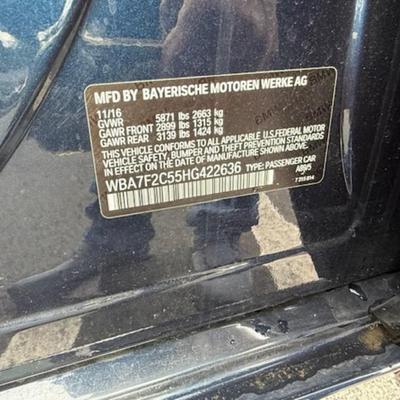 MFD BY BAYERISCHE MOTOREN WERKE AG
11/16
GVWR 5871 lbs 2663 kg
GAWR FRONT 2899 lbs 1315 kg
GAWR REAR 3139 lbs 1424 kg
THIS VEHICLE CONFORMS TO ALL APPLICABLE U.S. FEDERAL MOTOR
VEHICLE SAFETY, BUMPER AND THEFT PREVENTION STANDARDS
IN EFFECT ON THE DATE OF MANUFACTURE SHOWN ABOVE.
WBA7F2C55HG422636 TYPE: PASSENGER CAR